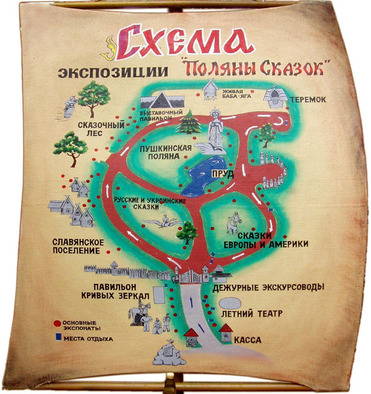 Схема
экспозиции "Поляны Сказок"
ЖИВАЯ
БАБА-ЯГА
ТЕРЕМОК
ВЫСТАВОЧНЫЙ
ПАВИЛЬОН
СКАЗОЧНЫЙ
ЛЕС
ПУШКИНСКАЯ
ПОЛЯНА
ПРУД
РУССКИЕ И УКРАИНСКИЕ
СКАЗКИ
СКАЗКИ
ЕВРОПЫ И АМЕРИКИ
СЛАВЯНСКОЕ
ПОСЕЛЕНИЕ
ПАВИЛЬОН
КРИВЫХ ЗЕРКАЛ
ДЕЖУРНЫЕ ЭКСКУРСОВОДЫ
ЛЕТНИЙ ТЕАТР
КАССА
ОСНОВНЫЕ
ЭКСПОНАТЫ
МЕСТА ОТДЫХА